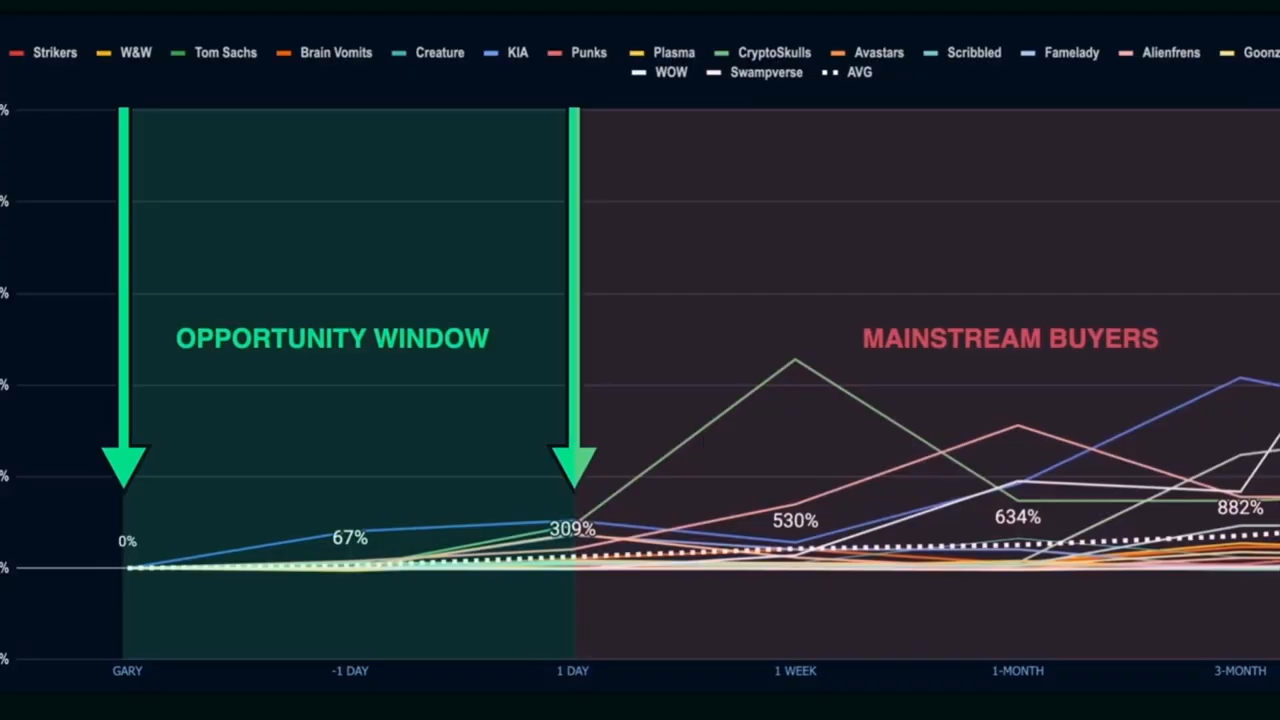 Strikers W&W Tom Sachs Brain Vomits Creature KIA Punks Plasma CryptoSkulls Avastars Scribbled Famelady Alienfrens Goonz
WOW Swampverse AVG
%
%
%
%
OPPORTUNITY WINDOW MAINSTREAM BUYERS
%
0% 67% 309% 530% 634% 882%
%
%
GARY -1 DAY 1 DAY 1 WEEK 1-MONTH 3-MONTH